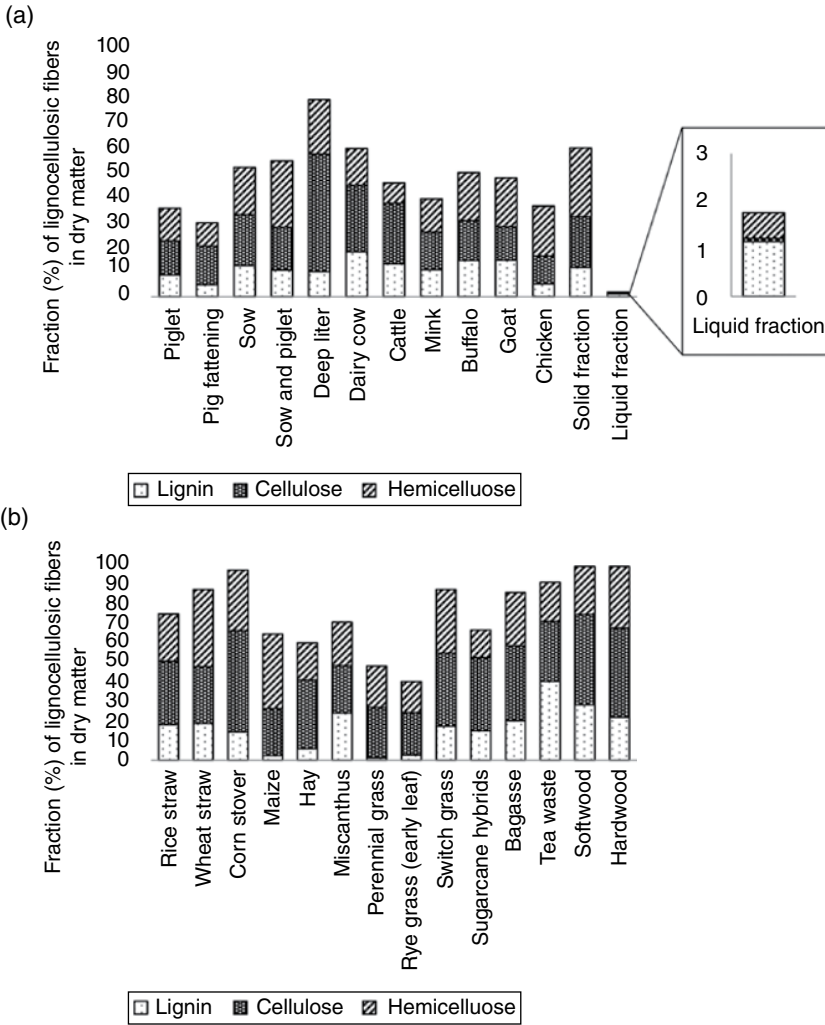 (a)
Fraction (%) of lignocellulosic fibers
in dry matter
100
90
80
70
60
50
40
30
20
10
0
Piglet
Pig fattening
Sow
Sow and piglet
Deep liter
Dairy cow
Cattle
Mink
Buffalo
Goat
Chicken
Solid fraction
Liquid fraction
3
2
1
0
Liquid fraction
Lignin Cellulose Hemicelluose
(b)
Fraction (%) of lignocellulosic fibers
in dry matter
100
90
80
70
60
50
40
30
20
10
0
Rice straw
Wheat straw
Corn stover
Maize
Hay
Miscanthus
Perennial grass
Rye grass (early leaf)
Switch grass
Sugarcane hybrids
Bagasse
Tea waste
Softwood
Hardwood
Lignin Cellulose Hemicelluose